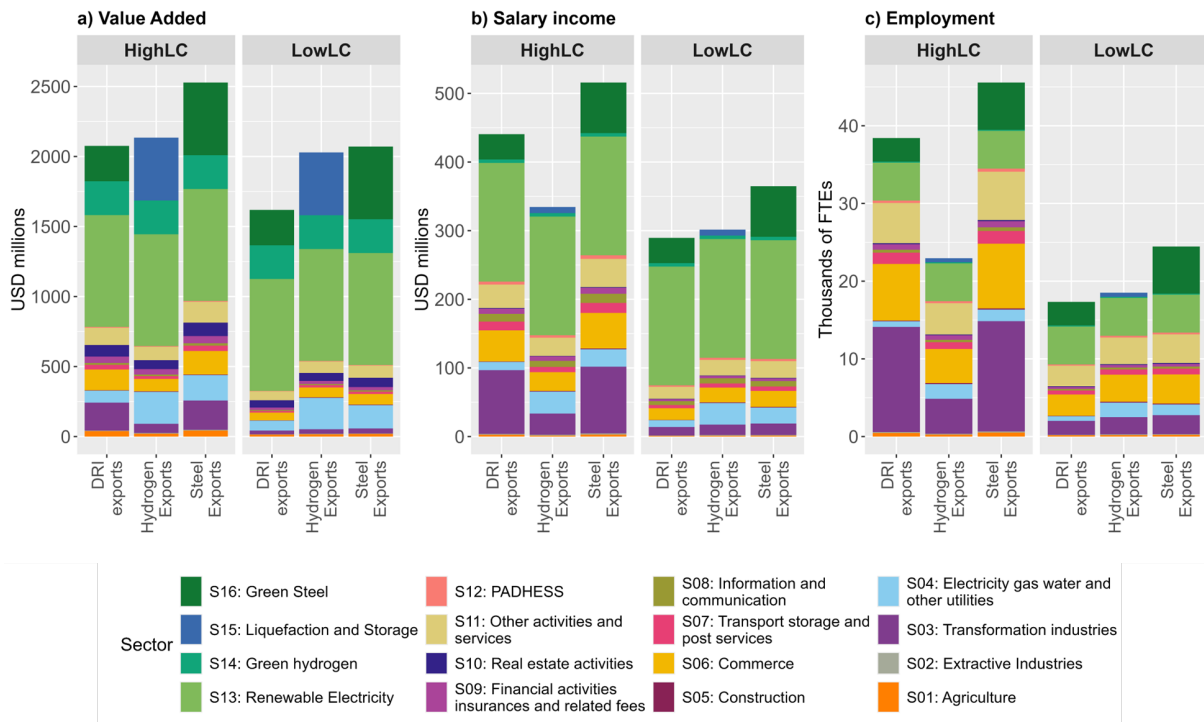 a) Value Added
b) Salary income
c) Employment
HighLC
LowLC
HighLC
LowLC
HighLC
LowLC
USD millions
2500
2000
1500
1000
500
0
USD millions
500
400
300
200
100
0
Thousands of FTEs
40
30
20
10
0
DRI
exports
Hydrogen
Exports
Steel
Exports
DRI
exports
Hydrogen
Exports
Steel
Exports
DRI
exports
Hydrogen
Exports
Steel
Exports
DRI
exports
Hydrogen
Exports
Steel
Exports
DRI
exports
Hydrogen
Exports
Steel
Exports
DRI
exports
Hydrogen
Exports
Steel
Exports
Sector
S16: Green Steel
S15: Liquefaction and Storage
S14: Green hydrogen
S13: Renewable Electricity
S12: PADHESS
S11: Other activities and
services
S10: Real estate activities
S09: Financial activities
insurances and related fees
S08: Information and
communication
S07: Transport storage and
post services
S06: Commerce
S05: Construction
S04: Electricity gas water and
other utilities
S03: Transformation industries
S02: Extractive Industries
S01: Agriculture